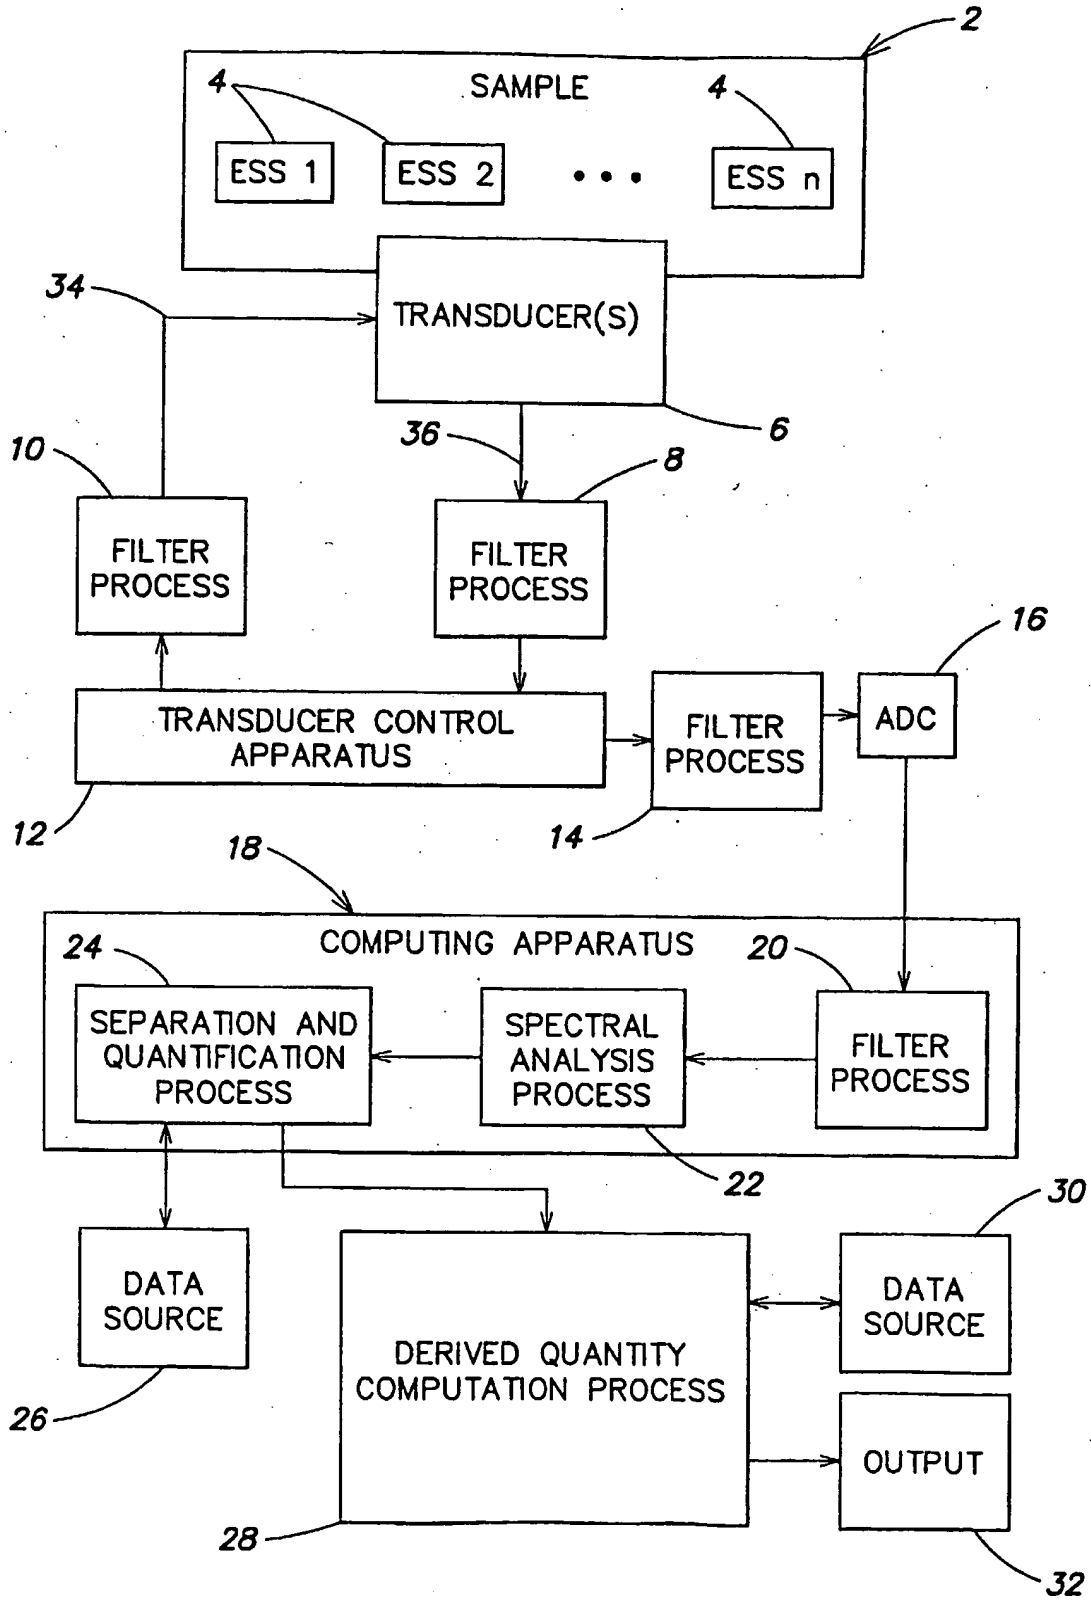 2
SAMPLE
4
4
ESS 1
ESS 2
• • •
ESS n
34
TRANSDUCER(S)
6
36
10
8
FILTER
PROCESS
FILTER
PROCESS
16
TRANSDUCER CONTROL
APPARATUS
FILTER
PROCESS
ADC
12
14
18
COMPUTING APPARATUS
24
20
SEPARATION AND
QUANTIFICATION
PROCESS
SPECTRAL
ANALYSIS
PROCESS
FILTER
PROCESS
22
30
DATA
SOURCE
DATA
SOURCE
DERIVED QUANTITY
COMPUTATION PROCESS
26
OUTPUT
28
32